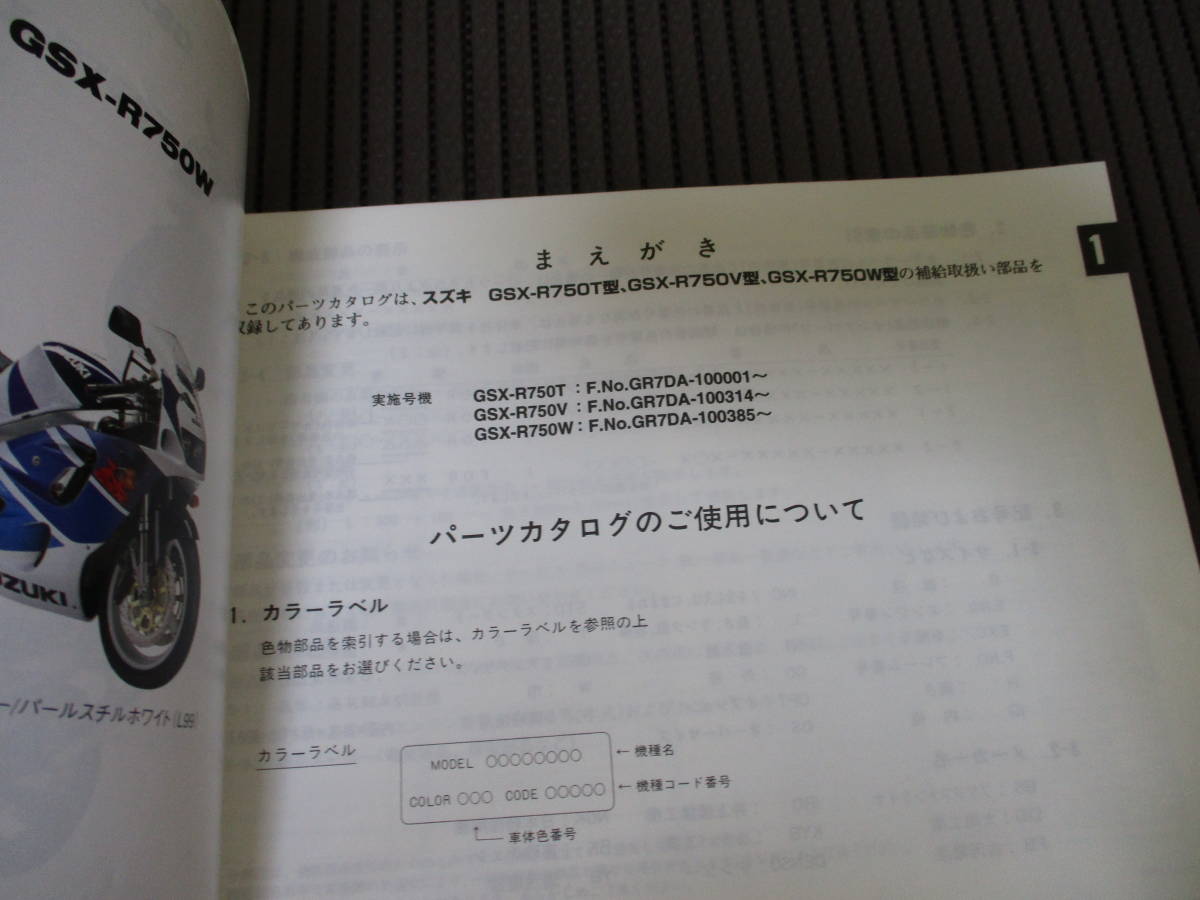 GSX-R750W
SUZUKI
ー/パールスチルホワイト(L99)
1
まえがき
このパーツカタログは、スズキ GSX-R750T型、GSX-R750V型、GSX-R750W型の補給取扱い部品を
収録してあります。
実施号機 GSX-R750T : F.No.GR7DA-100001〜
GSX-R750V : F.No.GR7DA-100314〜
GSX-R750W : F.No.GR7DA-100385〜
パーツカタログのご使用について
1. カラーラベル
色物部品を索引する場合は、カラーラベルを参照の上
該当部品をお選びください。
カラーラベル
MODEL ○○○○○○○○ ←機種名
COLOR ○○○ CODE ○○○○○ ←機種コード番号
車体色番号